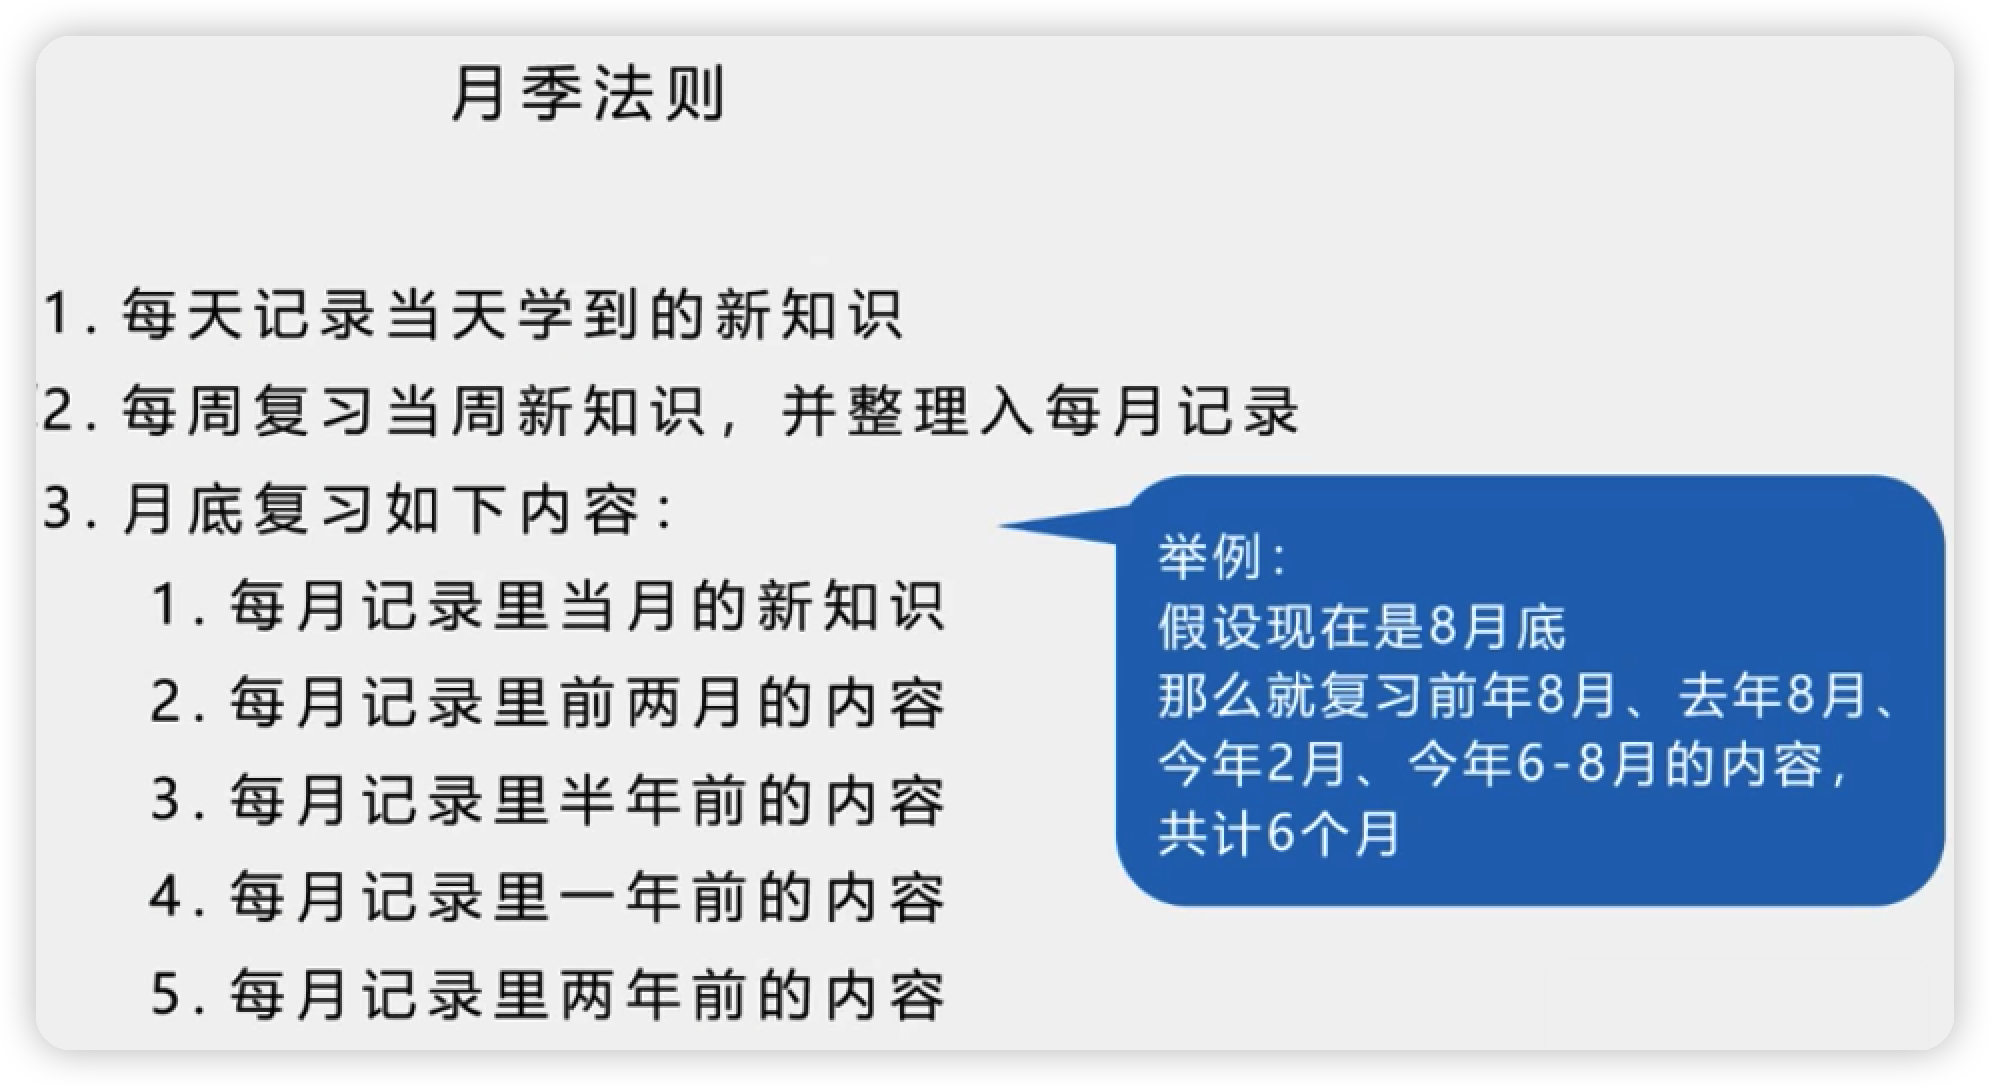 月季法则
1. 每天记录当天学到的新知识
2. 每周复习当周新知识，并整理入每月记录
3. 月底复习如下内容：
1. 每月记录里当月的新知识
2. 每月记录里前两月的内容
3. 每月记录里半年前的内容
4. 每月记录里一年前的内容
5. 每月记录里两年前的内容
举例：
假设现在是8月底
那么就复习前年8月、去年8月、
今年2月、今年6-8月的内容，
共计6个月